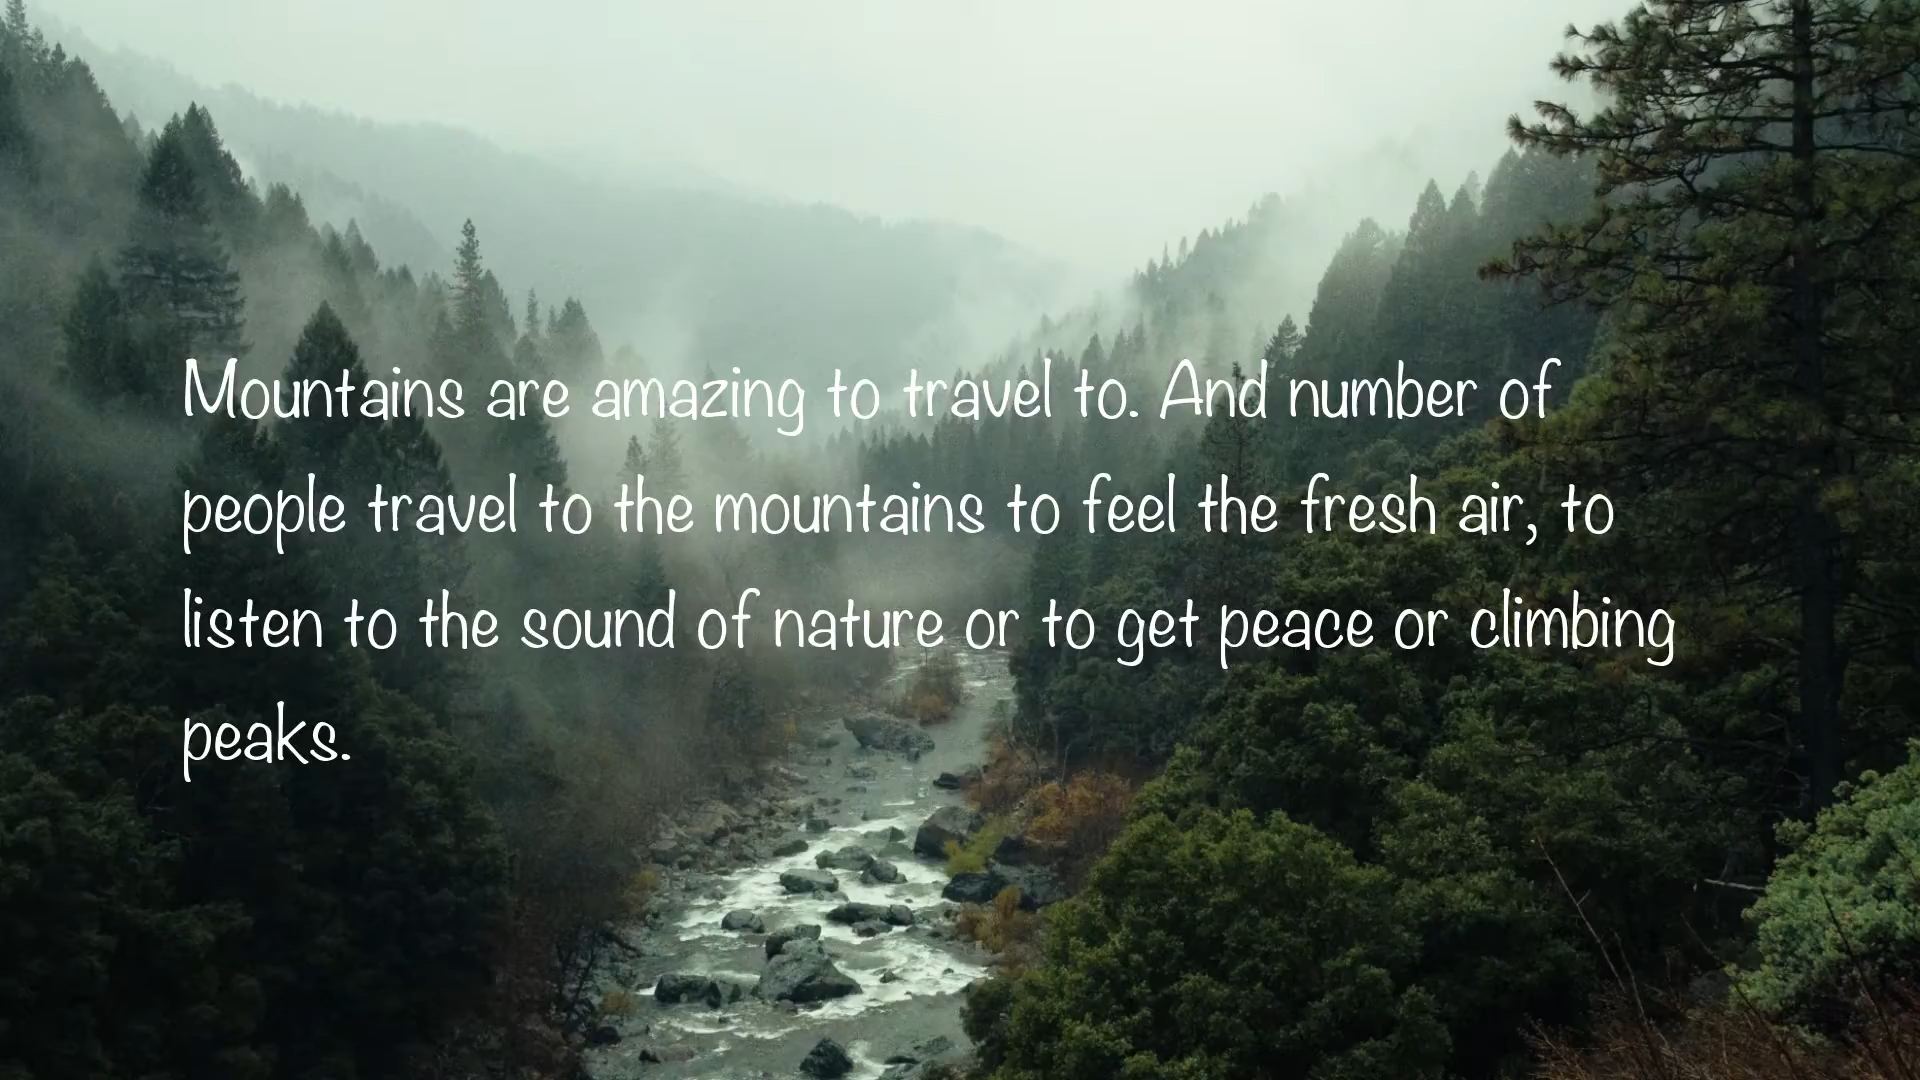 Mountains are amazing to travel to. And number of
people travel to the mountains to feel the fresh air, to
listen to the sound of nature or to get peace or climbing
peaks.